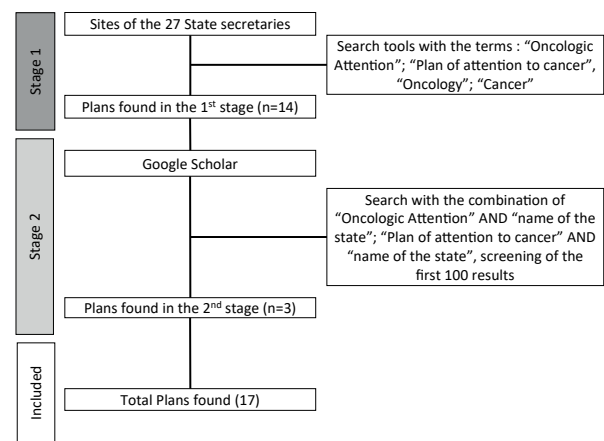 Stage 1
Sites of the 27 State secretaries
Search tools with the terms : “Oncologic
Attention”; “Plan of attention to cancer”,
“Oncology”; “Cancer”
Plans found in the 1st stage (n=14)
Stage 2
Google Scholar
Search with the combination of
“Oncologic Attention” AND “name of the
state”; “Plan of attention to cancer” AND
“name of the state”, screening of the
first 100 results
Plans found in the 2nd stage (n=3)
Included
Total Plans found (17)